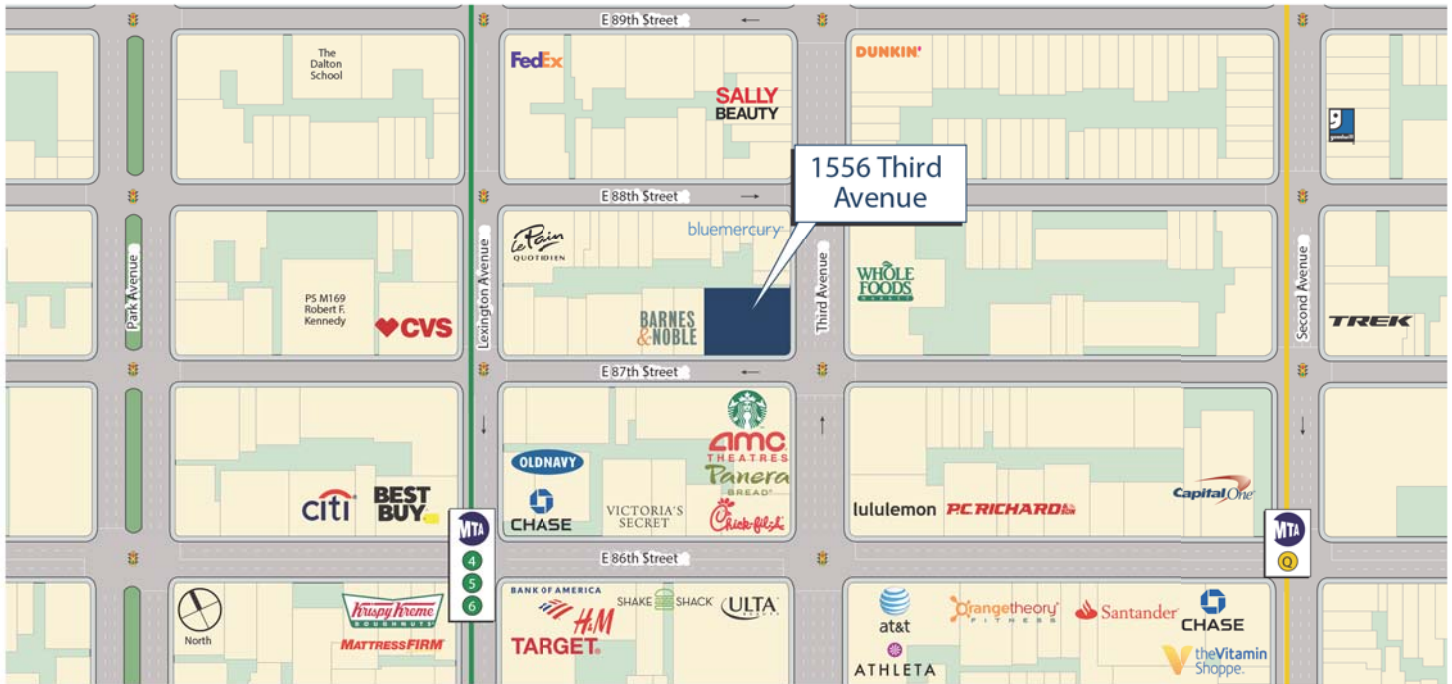 E 89th Street
The
Dalton
School
FedEx
SALLY
BEAUTY
DUNKIN'
goodwill
E 88th Street
1556 Third
Avenue
Park Avenue
Lexington Avenue
Third Avenue
Second Avenue
Le Pain
QUOTIDIEN
bluemercury
PS M169
Robert F.
Kennedy
CVS
BARNES
&NOBLE
WHOLE
FOODS
MARKET
TREK
E 87th Street
OLD NAVY
CHASE
VICTORIA'S
SECRET
AMC
THEATRES
Panera
BREAD
Chick-fil-A
citi
BEST
BUY
lululemon
P.C. RICHARD & SON
Capital One
MTA
4
5
6
MTA
Q
E 86th Street
North
Krispy Kreme
DOUGHNUTS
MATTRESSFIRM
BANK OF AMERICA
H&M
TARGET
SHAKE SHACK
ULTA
BEAUTY
at&t
ATHLETA
Orangetheory
FITNESS
Santander
CHASE
theVitamin
Shoppe